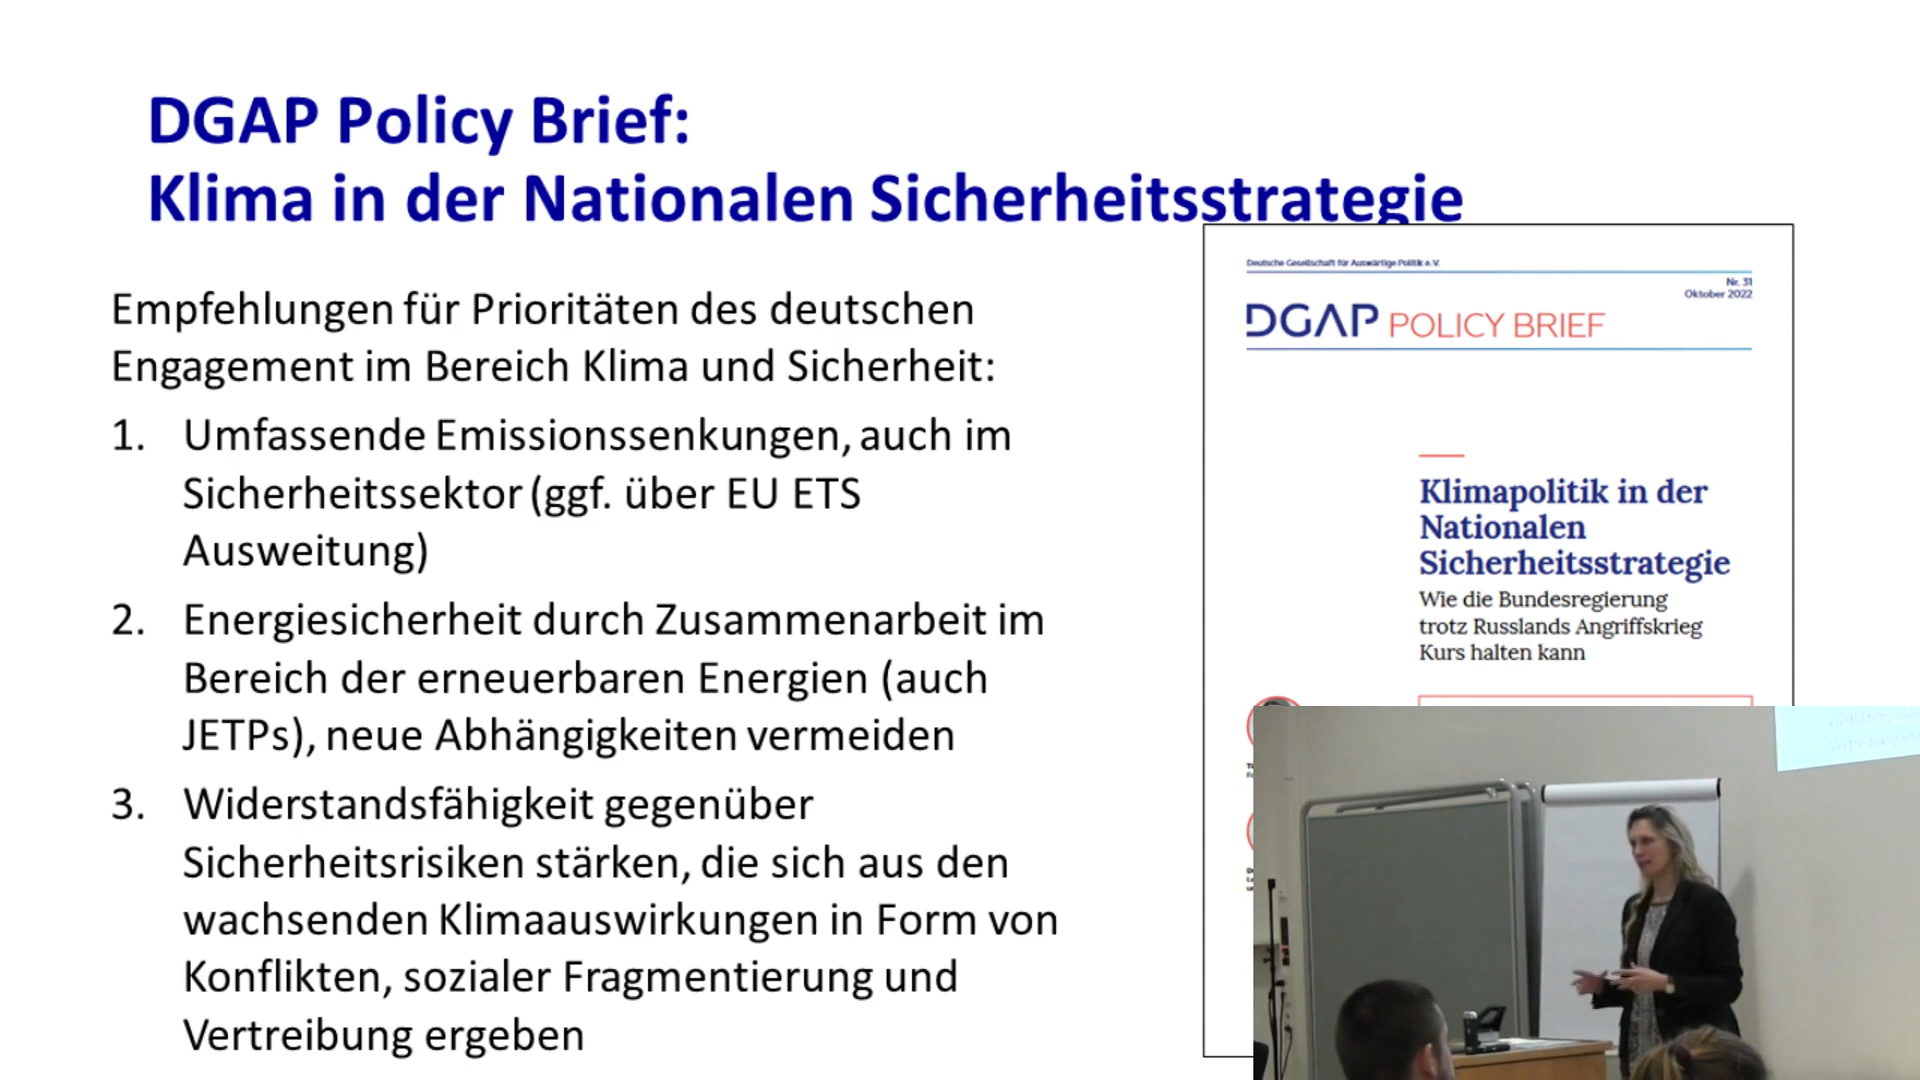 DGAP Policy Brief:
Klima in der Nationalen Sicherheitsstrategie
Empfehlungen für Prioritäten des deutschen
Engagement im Bereich Klima und Sicherheit:
1. Umfassende Emissionssenkungen, auch im
Sicherheitssektor (ggf. über EU ETS
Ausweitung)
2. Energiesicherheit durch Zusammenarbeit im
Bereich der erneuerbaren Energien (auch
JETPs), neue Abhängigkeiten vermeiden
3. Widerstandsfähigkeit gegenüber
Sicherheitsrisiken stärken, die sich aus den
wachsenden Klimaauswirkungen in Form von
Konflikten, sozialer Fragmentierung und
Vertreibung ergeben
Deutsche Gesellschaft für Auswärtige Politik e.V.
Nr. 31
Oktober 2022
DGAP POLICY BRIEF
Klimapolitik in der
Nationalen
Sicherheitsstrategie
Wie die Bundesregierung
trotz Russlands Angriffskrieg
Kurs halten kann